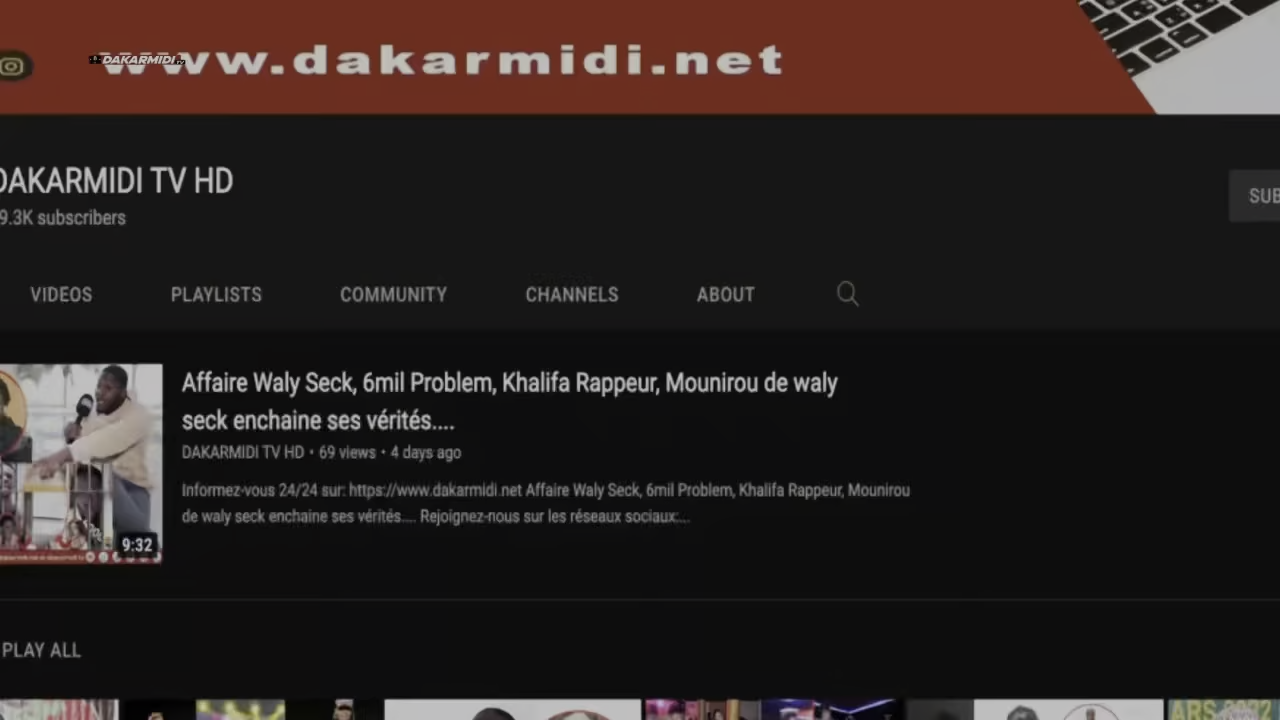 www.dakarmidi.net
DAKARMIDI
DAKARMIDI TV HD
9.3K subscribers
SUB
VIDEOS
PLAYLISTS
COMMUNITY
CHANNELS
ABOUT
Affaire Waly Seck, 6mil Problem, Khalifa Rappeur, Mounirou de waly
seck enchaine ses vérités....
DAKARMIDI TV HD • 69 views • 4 days ago
Informez-vous 24/24 sur: https://www.dakarmidi.net Affaire Waly Seck, 6mil Problem, Khalifa Rappeur, Mounirou
de waly seck enchaine ses vérités.... Rejoignez-nous sur les réseaux sociaux:...
9:32
PLAY ALL